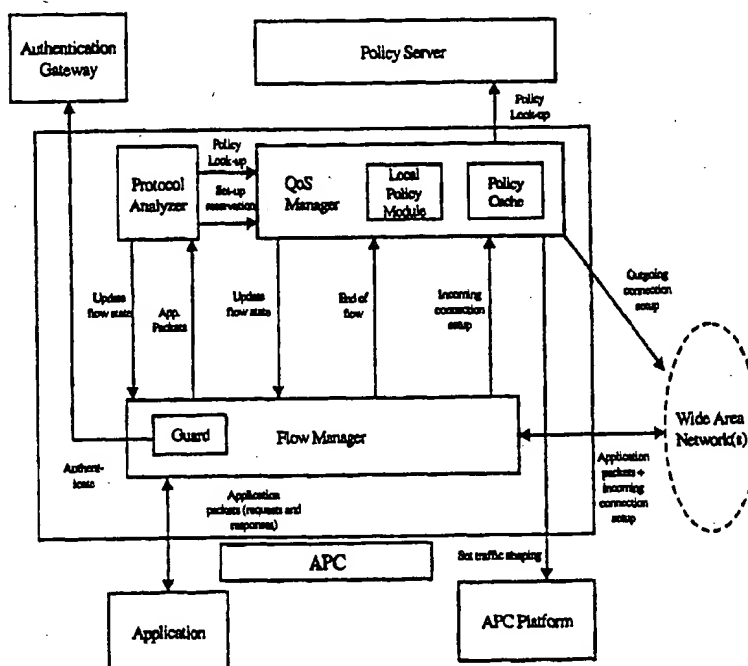 Authentication
Gateway
Policy Server
Policy
Look-up
Protocol
Analyzer
Policy
Look-up
Set-up
reservation
QoS
Manager
Local
Policy
Module
Policy
Cache
Update
flow state
App.
Packets
Update
flow state
End of
flow
Incoming
connection
setup
Outgoing
connection
setup
Guard
Flow Manager
Wide Area
Network(s)
Authent-
icate
Application
packets (requests and
responses)
Application
packets +
incoming
connection
setup
APC
Set traffic shaping
Application
APC Platform